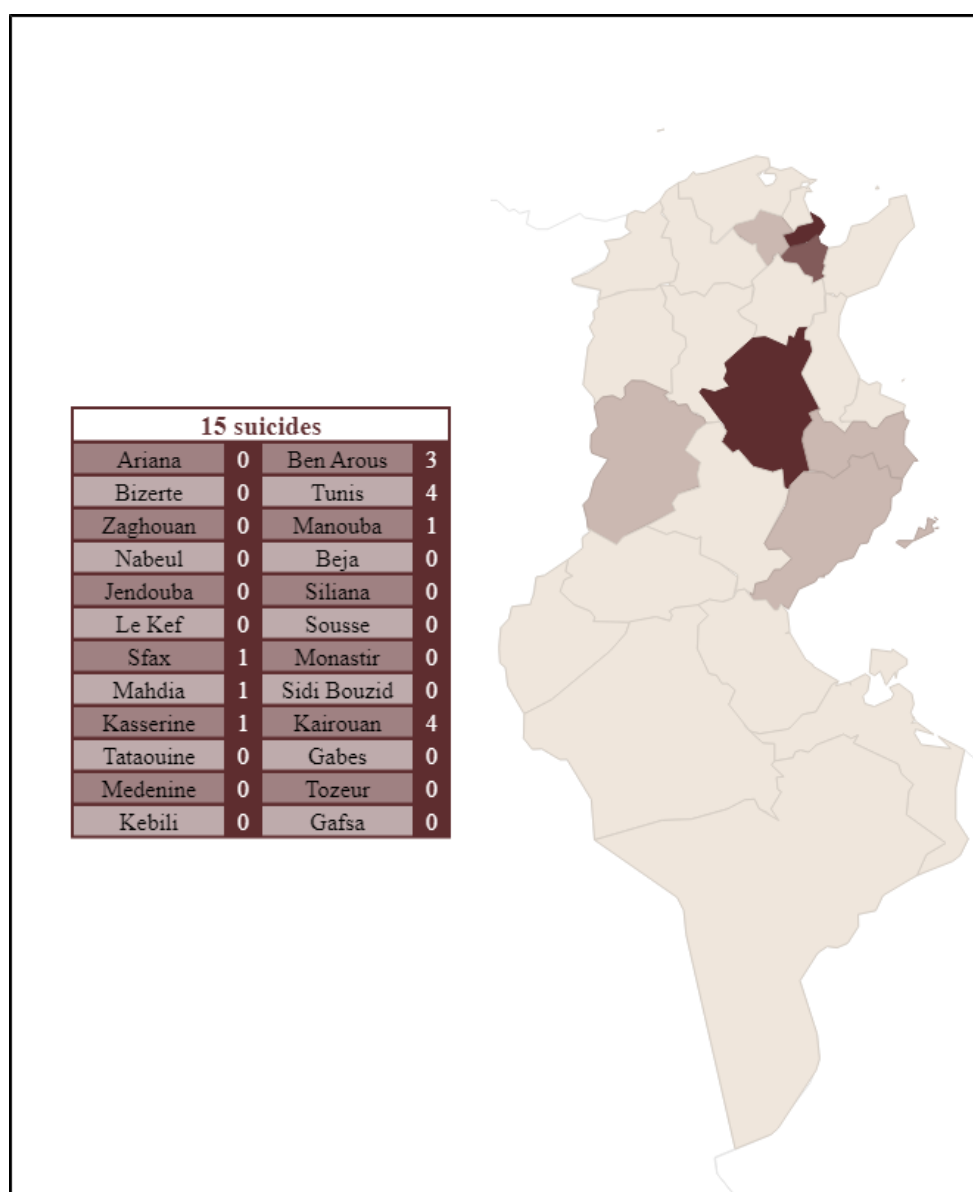 15 suicides
Ariana 0 Ben Arous 3
Bizerte 0 Tunis 4
Zaghouan 0 Manouba 1
Nabeul 0 Beja 0
Jendouba 0 Siliana 0
Le Kef 0 Sousse 0
Sfax 1 Monastir 0
Mahdia 1 Sidi Bouzid 0
Kasserine 1 Kairouan 4
Tataouine 0 Gabes 0
Medenine 0 Tozeur 0
Kebili 0 Gafsa 0